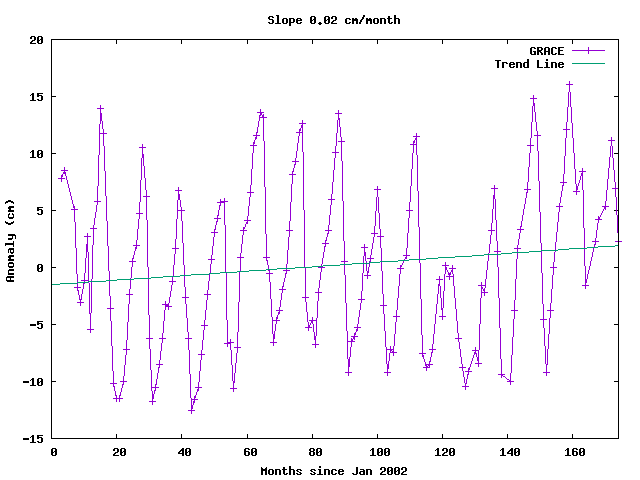 Slope 0.02 cm/month
20
15
10
5
0
-5
-10
-15
Anomaly (cm)
GRACE
Trend Line
0 20 40 60 80 100 120 140 160
Months since Jan 2002